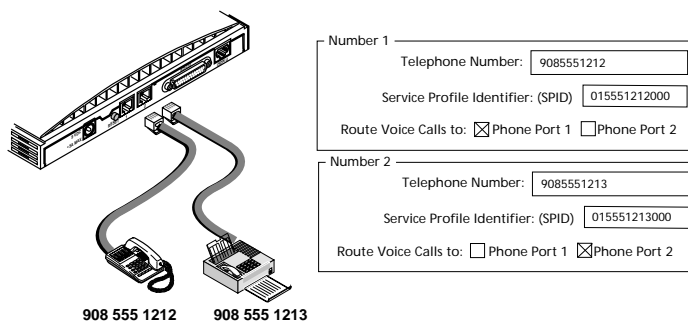 Number 1
Telephone Number: 9085551212
Service Profile Identifier: (SPID) 015551212000
Route Voice Calls to: Phone Port 1 Phone Port 2
Number 2
Telephone Number: 9085551213
Service Profile Identifier: (SPID) 015551213000
Route Voice Calls to: Phone Port 1 Phone Port 2
908 555 1212 908 555 1213